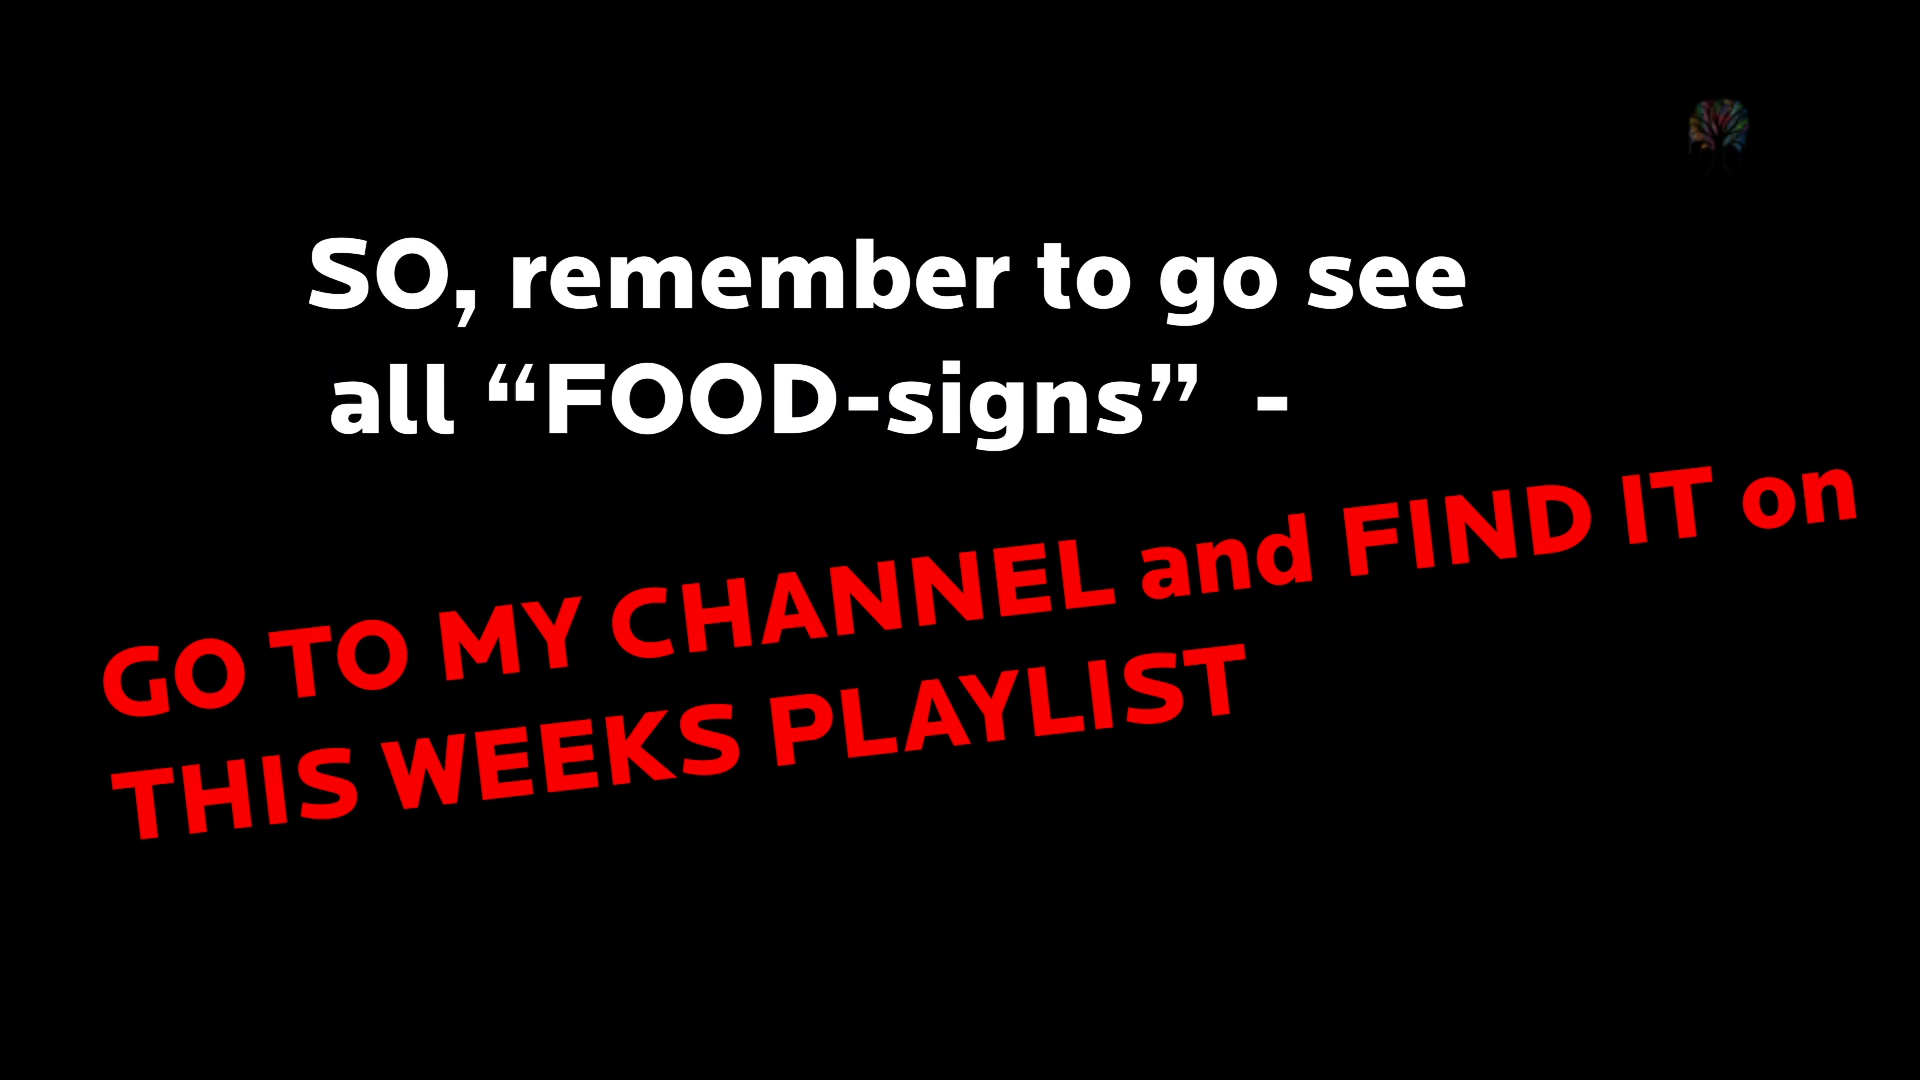 SO, remember to go see
all “FOOD-signs”  -
GO TO MY CHANNEL and FIND IT on
THIS WEEKS PLAYLIST